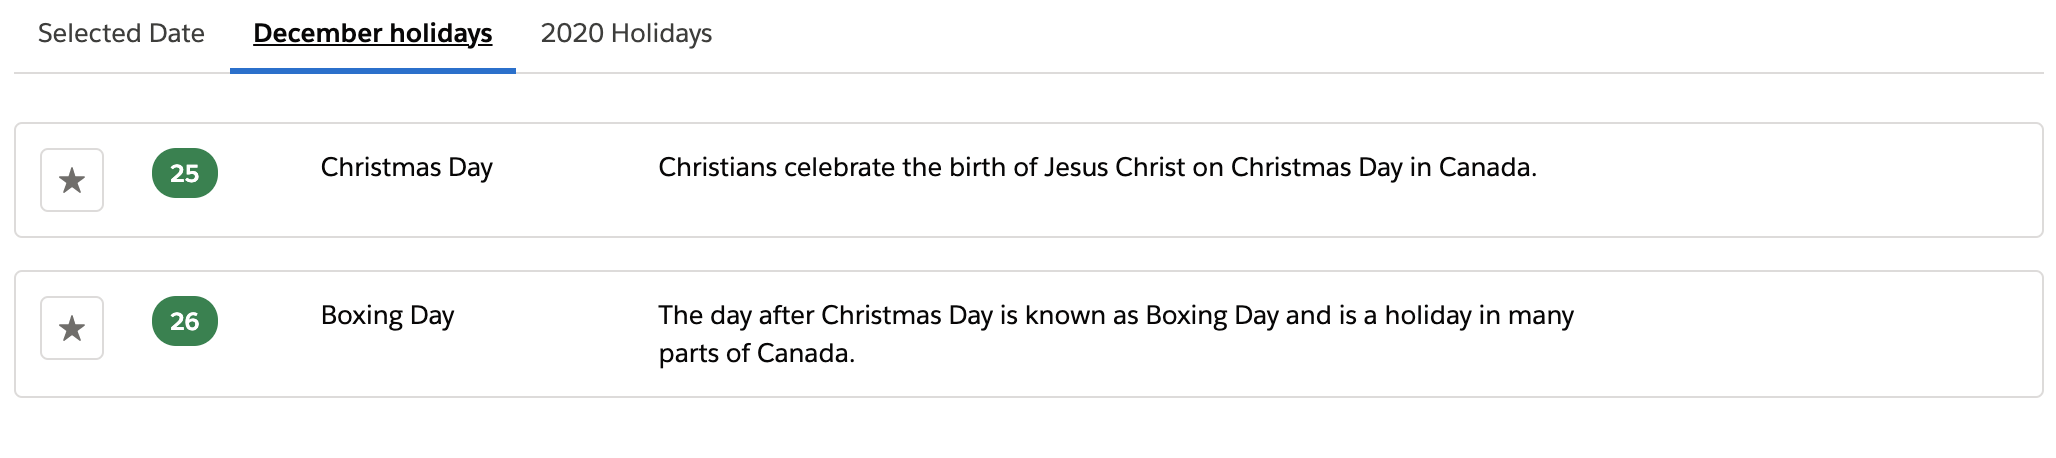 Selected Date December holidays 2020 Holidays
25 Christmas Day Christians celebrate the birth of Jesus Christ on Christmas Day in Canada.
26 Boxing Day The day after Christmas Day is known as Boxing Day and is a holiday in many
parts of Canada.